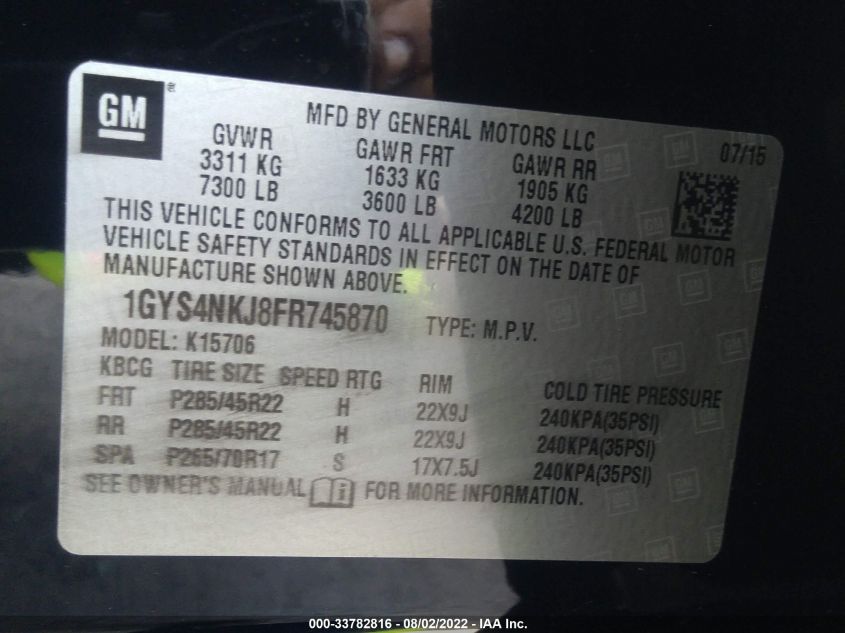 GM®
MFD BY GENERAL MOTORS LLC
07/15
GVWR GAWR FRT GAWR RR
3311 KG 1633 KG 1905 KG
7300 LB 3600 LB 4200 LB
THIS VEHICLE CONFORMS TO ALL APPLICABLE U.S. FEDERAL MOTOR
VEHICLE SAFETY STANDARDS IN EFFECT ON THE DATE OF
MANUFACTURE SHOWN ABOVE.
1GYS4NKJ8FR745870 TYPE: M.P.V.
MODEL: K15706
KBCG TIRE SIZE SPEED RTG RIM COLD TIRE PRESSURE
FRT P285/45R22 H 22X9J 240KPA(35PSI)
RR P285/45R22 H 22X9J 240KPA(35PSI)
SPA P265/70R17 S 17X7.5J 240KPA(35PSI)
SEE OWNER'S MANUAL FOR MORE INFORMATION.
000-33782816 - 08/02/2022 - IAA Inc.